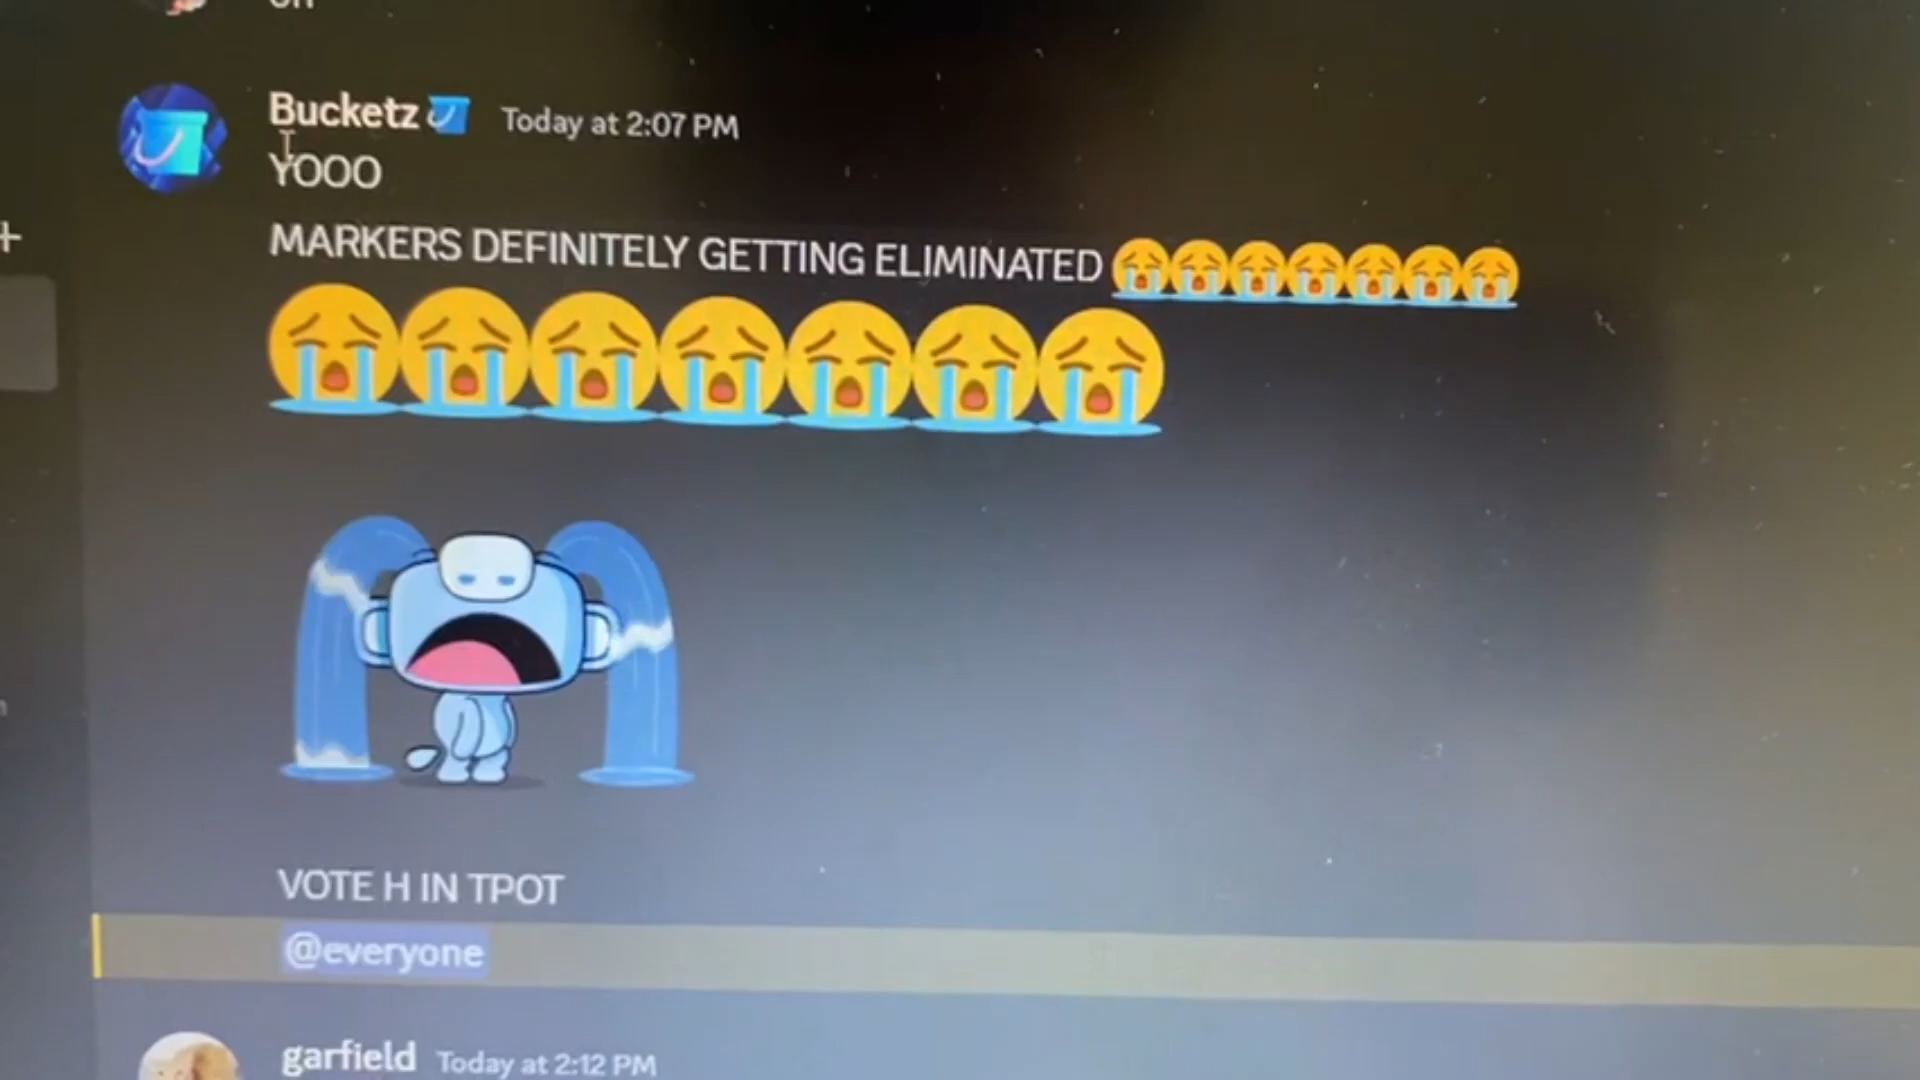 Bucketz Today at 2:07 PM
YOOO
MARKERS DEFINITELY GETTING ELIMINATED 😭😭😭😭😭😭😭
😭😭😭😭😭😭😭
VOTE H IN TPOT
@everyone
garfield Today at 2:12 PM